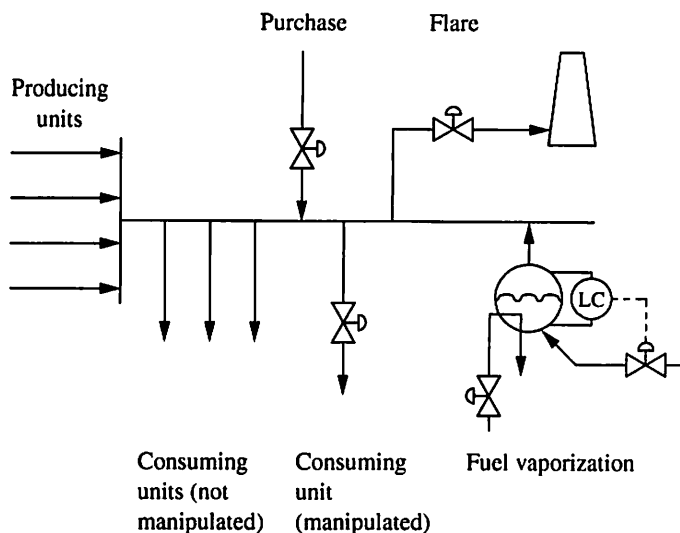 Purchase
Flare
Producing
units
LC
Consuming
units (not
manipulated)
Consuming
unit
(manipulated)
Fuel vaporization